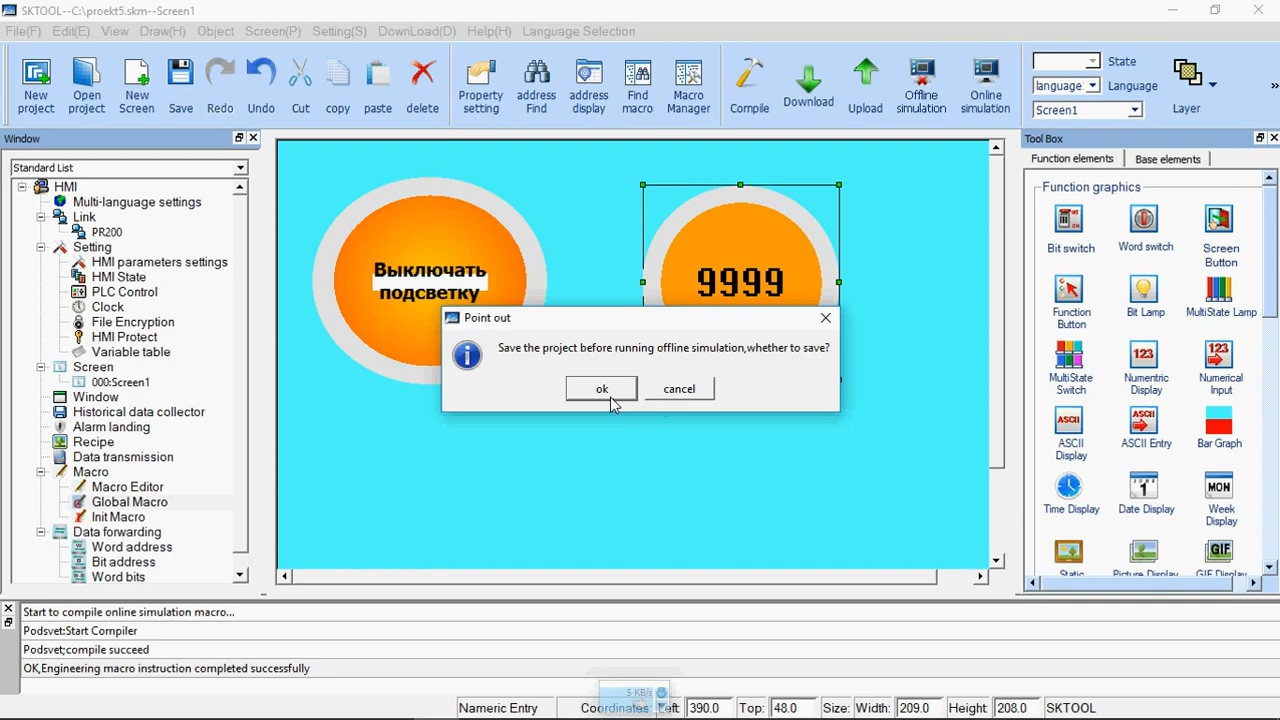 SKTOOL--C:\proekt5.skm--Screen1
File(F) Edit(E) View Draw(H) Object Screen(P) Setting(S) DownLoad(D) Help(H) Language Selection
New project
Open project
New Screen
Save
Redo
Undo
Cut
copy
paste
delete
Property setting
address Find
address display
Find macro
Macro Manager
Compile
Download
Upload
Offline simulation
Online simulation
State
language Language
Screen1
Layer
Window
Standard List
HMI
Multi-language settings
Link
PR200
Setting
HMI parameters settings
HMI State
PLC Control
Clock
File Encryption
HMI Protect
Variable table
Screen
000:Screen1
Window
Historical data collector
Alarm landing
Recipe
Data transmission
Macro
Macro Editor
Global Macro
Init Macro
Data forwarding
Word address
Bit address
Word bits
Выключать
подсветку
9999
Point out
Save the project before running offline simulation,whether to save?
ok cancel
Tool Box
Function elements Base elements
Function graphics
Bit switch Word switch Screen Button
Function Button Bit Lamp MultiState Lamp
MultiState Switch Numentric Display Numerical Input
ASCII Display ASCII Entry Bar Graph
Time Display Date Display Week Display
Static Picture Display GIF Display
Start to compile online simulation macro...
Podsvet:Start Compiler
Podsvet;compile succeed
OK,Engineering macro instruction completed successfully
5 KB/s
Nameric Entry Coordinates: Left 390.0 Top: 48.0 Size: Width: 209.0 Height: 208.0 SKTOOL